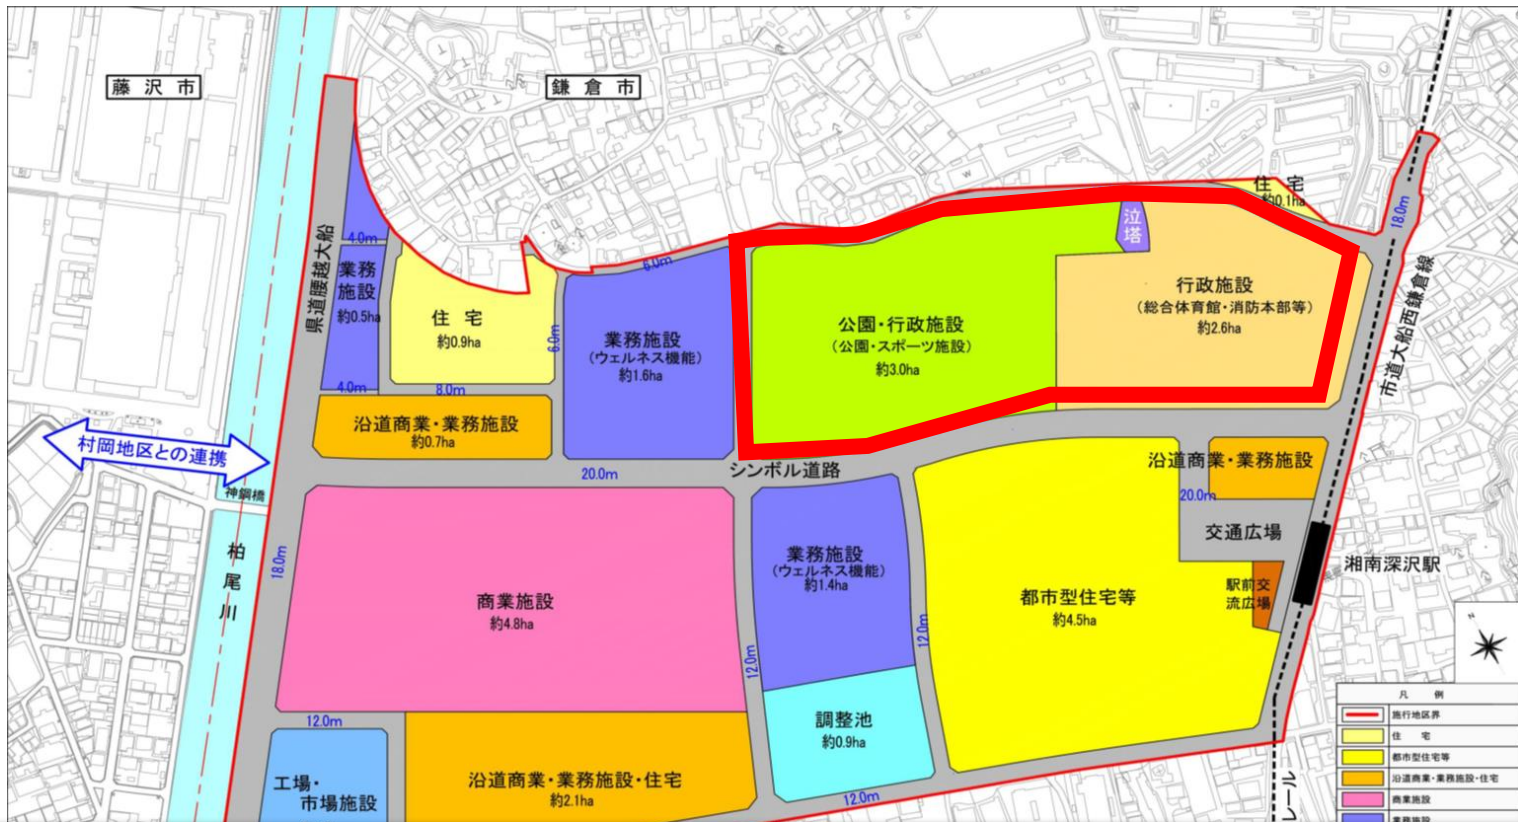 藤沢市
鎌倉市
住宅
約0.1ha
18.0m
県道腰越大船
4.0m
業務
施設
約0.5ha
4.0m
住宅
約0.9ha
8.0m
6.0m
6.0m
業務施設
（ウェルネス機能）
約1.6ha
公園・行政施設
（公園・スポーツ施設）
約3.0ha
泣塔
行政施設
（総合体育館・消防本部等）
約2.6ha
市道大船西鎌倉線
沿道商業・業務施設
約0.7ha
村岡地区との連携
神鋼橋
20.0m
シンボル道路
沿道商業・業務施設
20.0m
交通広場
湘南深沢駅
駅前交
流広場
柏尾川
18.0m
商業施設
約4.8ha
業務施設
（ウェルネス機能）
約1.4ha
12.0m
12.0m
都市型住宅等
約4.5ha
調整池
約0.9ha
12.0m
12.0m
工場・
市場施設
沿道商業・業務施設・住宅
約2.1ha
レール
N
凡例
施行地区界
住宅
都市型住宅等
沿道商業・業務施設・住宅
商業施設
業務施設